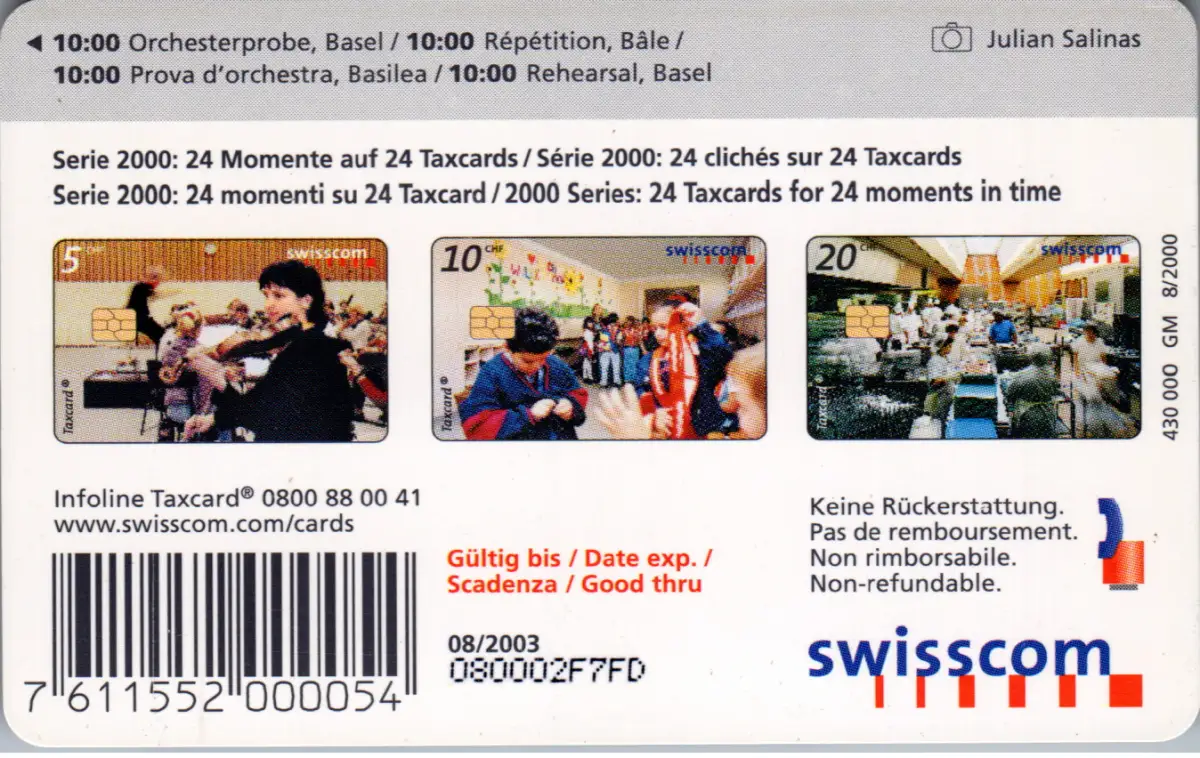 ◄ 10:00 Orchesterprobe, Basel / 10:00 Répétition, Bâle /
10:00 Prova d'orchestra, Basilea / 10:00 Rehearsal, Basel
Julian Salinas
Serie 2000: 24 Momente auf 24 Taxcards / Série 2000: 24 clichés sur 24 Taxcards
Serie 2000: 24 momenti su 24 Taxcard / 2000 Series: 24 Taxcards for 24 moments in time
5 CHF
swisscom
Taxcard®
10 CHF
swisscom
Taxcard®
20 CHF
swisscom
Taxcard®
430 000 GM 8/2000
Infoline Taxcard® 0800 88 00 41
www.swisscom.com/cards
7 611552 000054
Gültig bis / Date exp. /
Scadenza / Good thru
08/2003
080002F7FD
Keine Rückerstattung.
Pas de remboursement.
Non rimborsabile.
Non-refundable.
swisscom